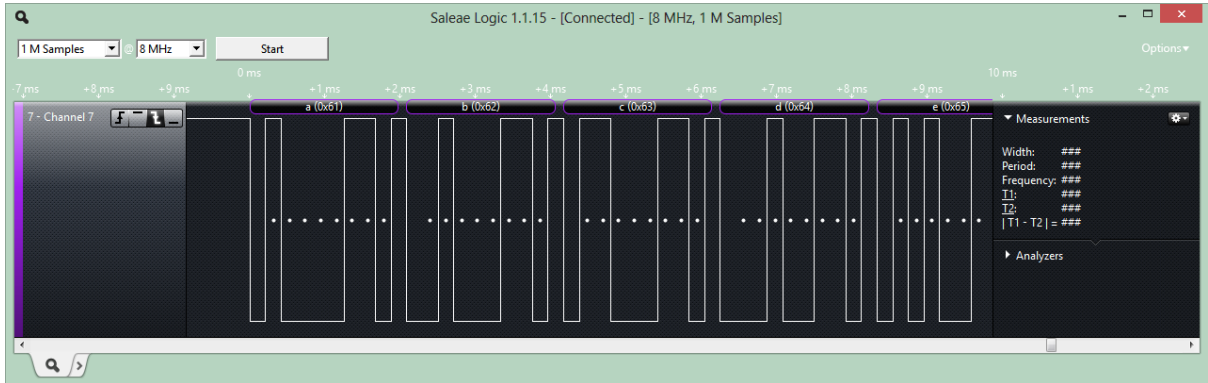 Saleae Logic 1.1.15 - [Connected] - [8 MHz, 1 M Samples]
1 M Samples @ 8 MHz Start Options
0 ms 10 ms
-7 ms +8 ms +9 ms +1 ms +2 ms +3 ms +4 ms +5 ms +6 ms +7 ms +8 ms +9 ms +1 ms +2 ms
a (0x61) b (0x62) c (0x63) d (0x64) e (0x65)
7 - Channel 7
Measurements
Width: ###
Period: ###
Frequency: ###
T1: ###
T2: ###
| T1 - T2 | = ###
Analyzers